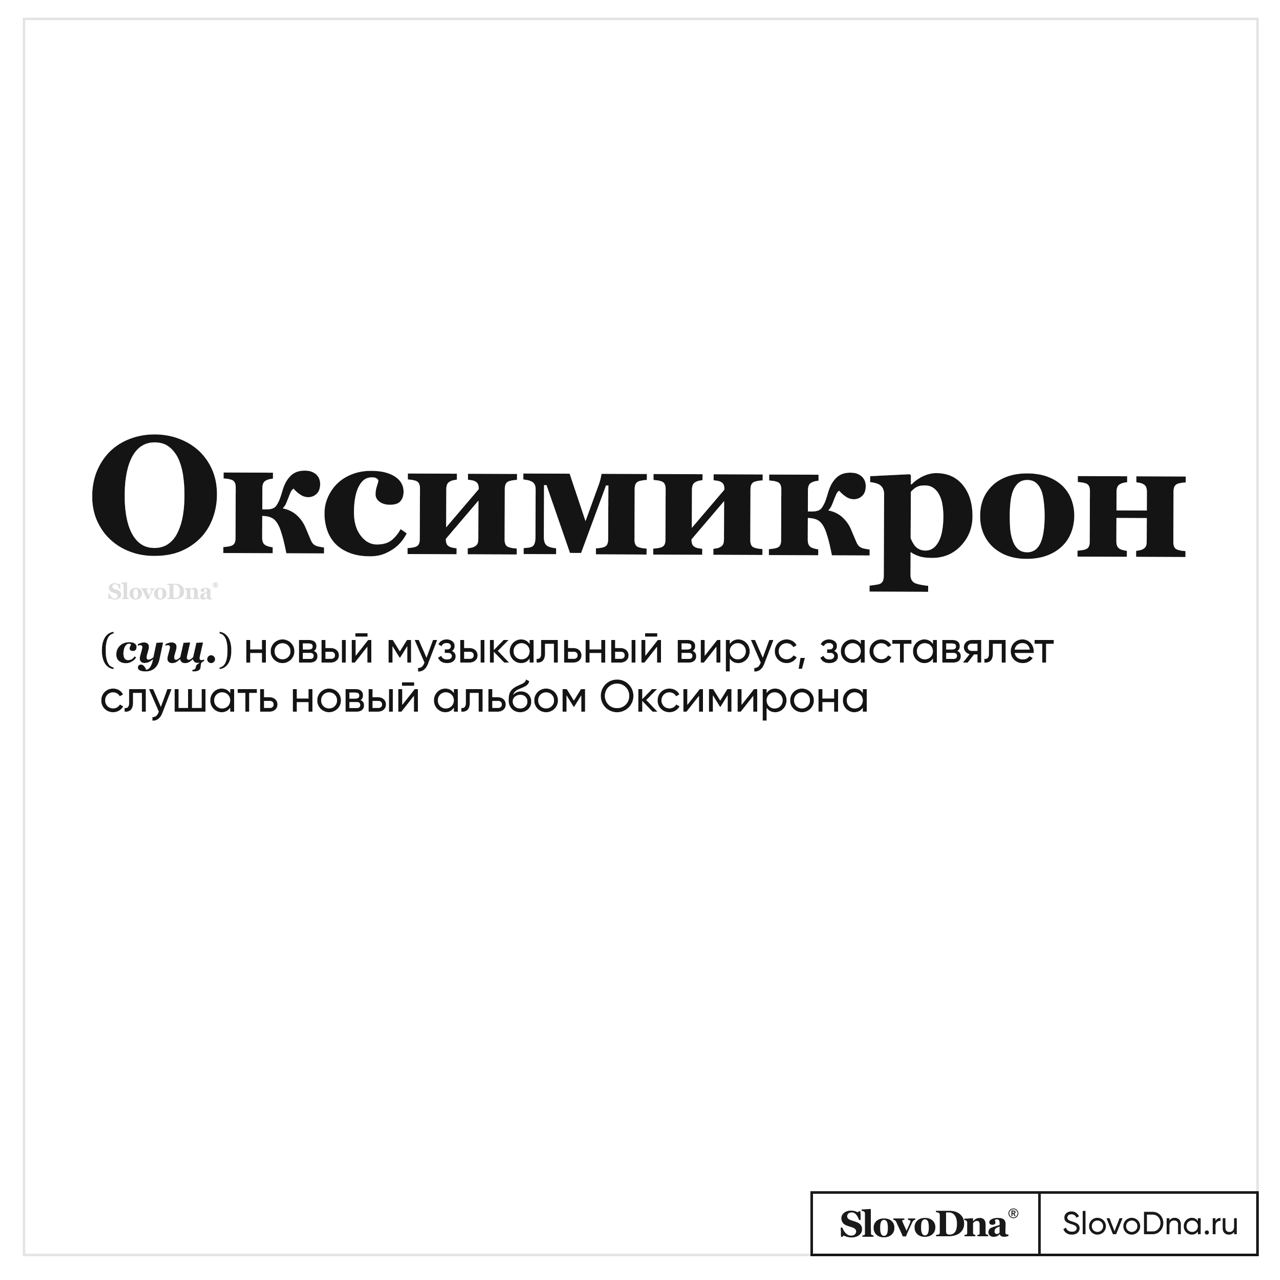 Оксимикрон
SlovoDna®
(сущ.) новый музыкальный вирус, заставялет
слушать новый альбом Оксимирона
SlovoDna® SlovoDna.ru